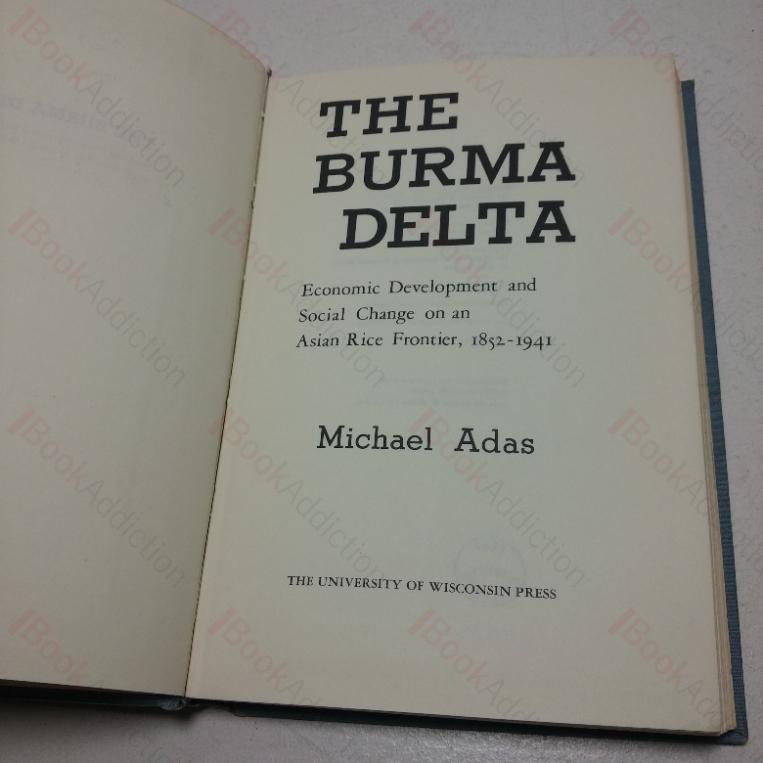 THE
BURMA
DELTA
Economic Development and
Social Change on an
Asian Rice Frontier, 1852-1941
Michael Adas
THE UNIVERSITY OF WISCONSIN PRESS
BookAddiction